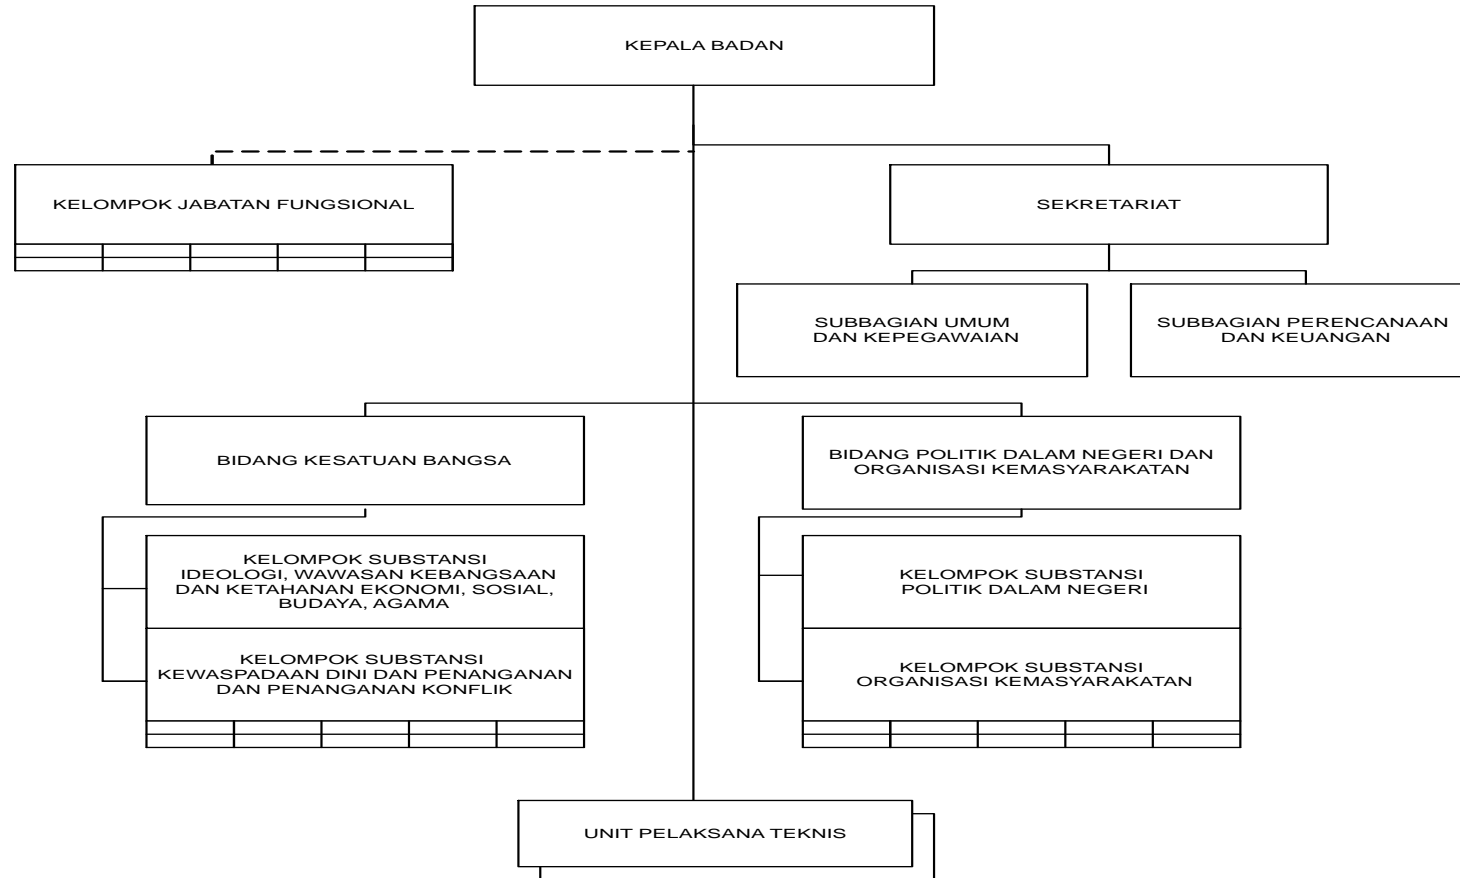 KEPALA BADAN
KELOMPOK JABATAN FUNGSIONAL
SEKRETARIAT
SUBBAGIAN UMUM
DAN KEPEGAWAIAN
SUBBAGIAN PERENCANAAN
DAN KEUANGAN
BIDANG KESATUAN BANGSA
BIDANG POLITIK DALAM NEGERI DAN
ORGANISASI KEMASYARAKATAN
KELOMPOK SUBSTANSI
IDEOLOGI, WAWASAN KEBANGSAAN
DAN KETAHANAN EKONOMI, SOSIAL,
BUDAYA, AGAMA
KELOMPOK SUBSTANSI
POLITIK DALAM NEGERI
KELOMPOK SUBSTANSI
KEWASPADAAN DINI DAN PENANGANAN
DAN PENANGANAN KONFLIK
KELOMPOK SUBSTANSI
ORGANISASI KEMASYARAKATAN
UNIT PELAKSANA TEKNIS